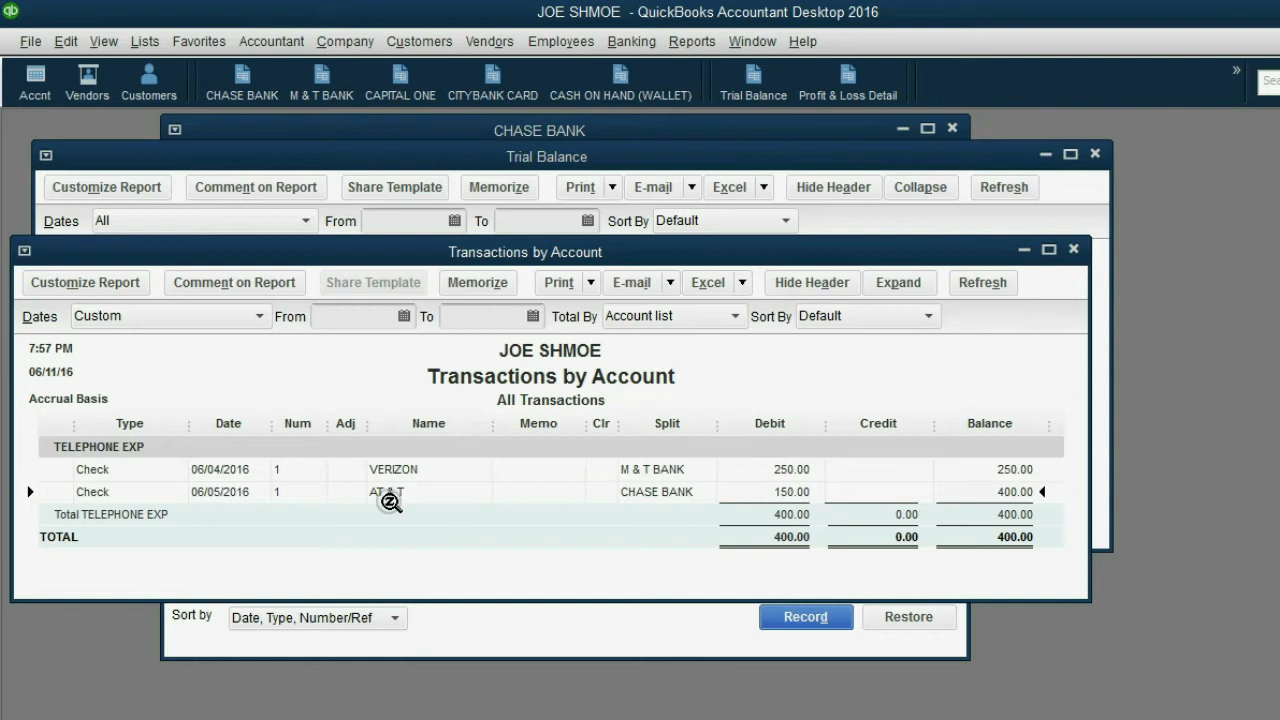 JOE SHMOE - QuickBooks Accountant Desktop 2016
File Edit View Lists Favorites Accountant Company Customers Vendors Employees Banking Reports Window Help
Accnt Vendors Customers CHASE BANK M & T BANK CAPITAL ONE CITYBANK CARD CASH ON HAND (WALLET) Trial Balance Profit & Loss Detail » Sea
CHASE BANK
Trial Balance
Customize Report Comment on Report Share Template Memorize Print E-mail Excel Hide Header Collapse Refresh
Dates All From To Sort By Default
Transactions by Account
Customize Report Comment on Report Share Template Memorize Print E-mail Excel Hide Header Expand Refresh
Dates Custom From To Total By Account list Sort By Default
7:57 PM JOE SHMOE
06/11/16 Transactions by Account
Accrual Basis All Transactions
Type Date Num Adj Name Memo Clr Split Debit Credit Balance
TELEPHONE EXP
Check 06/04/2016 1 VERIZON M & T BANK 250.00 250.00
Check 06/05/2016 1 AT & T CHASE BANK 150.00 400.00
Total TELEPHONE EXP 400.00 0.00 400.00
TOTAL 400.00 0.00 400.00
Sort by Date, Type, Number/Ref Record Restore